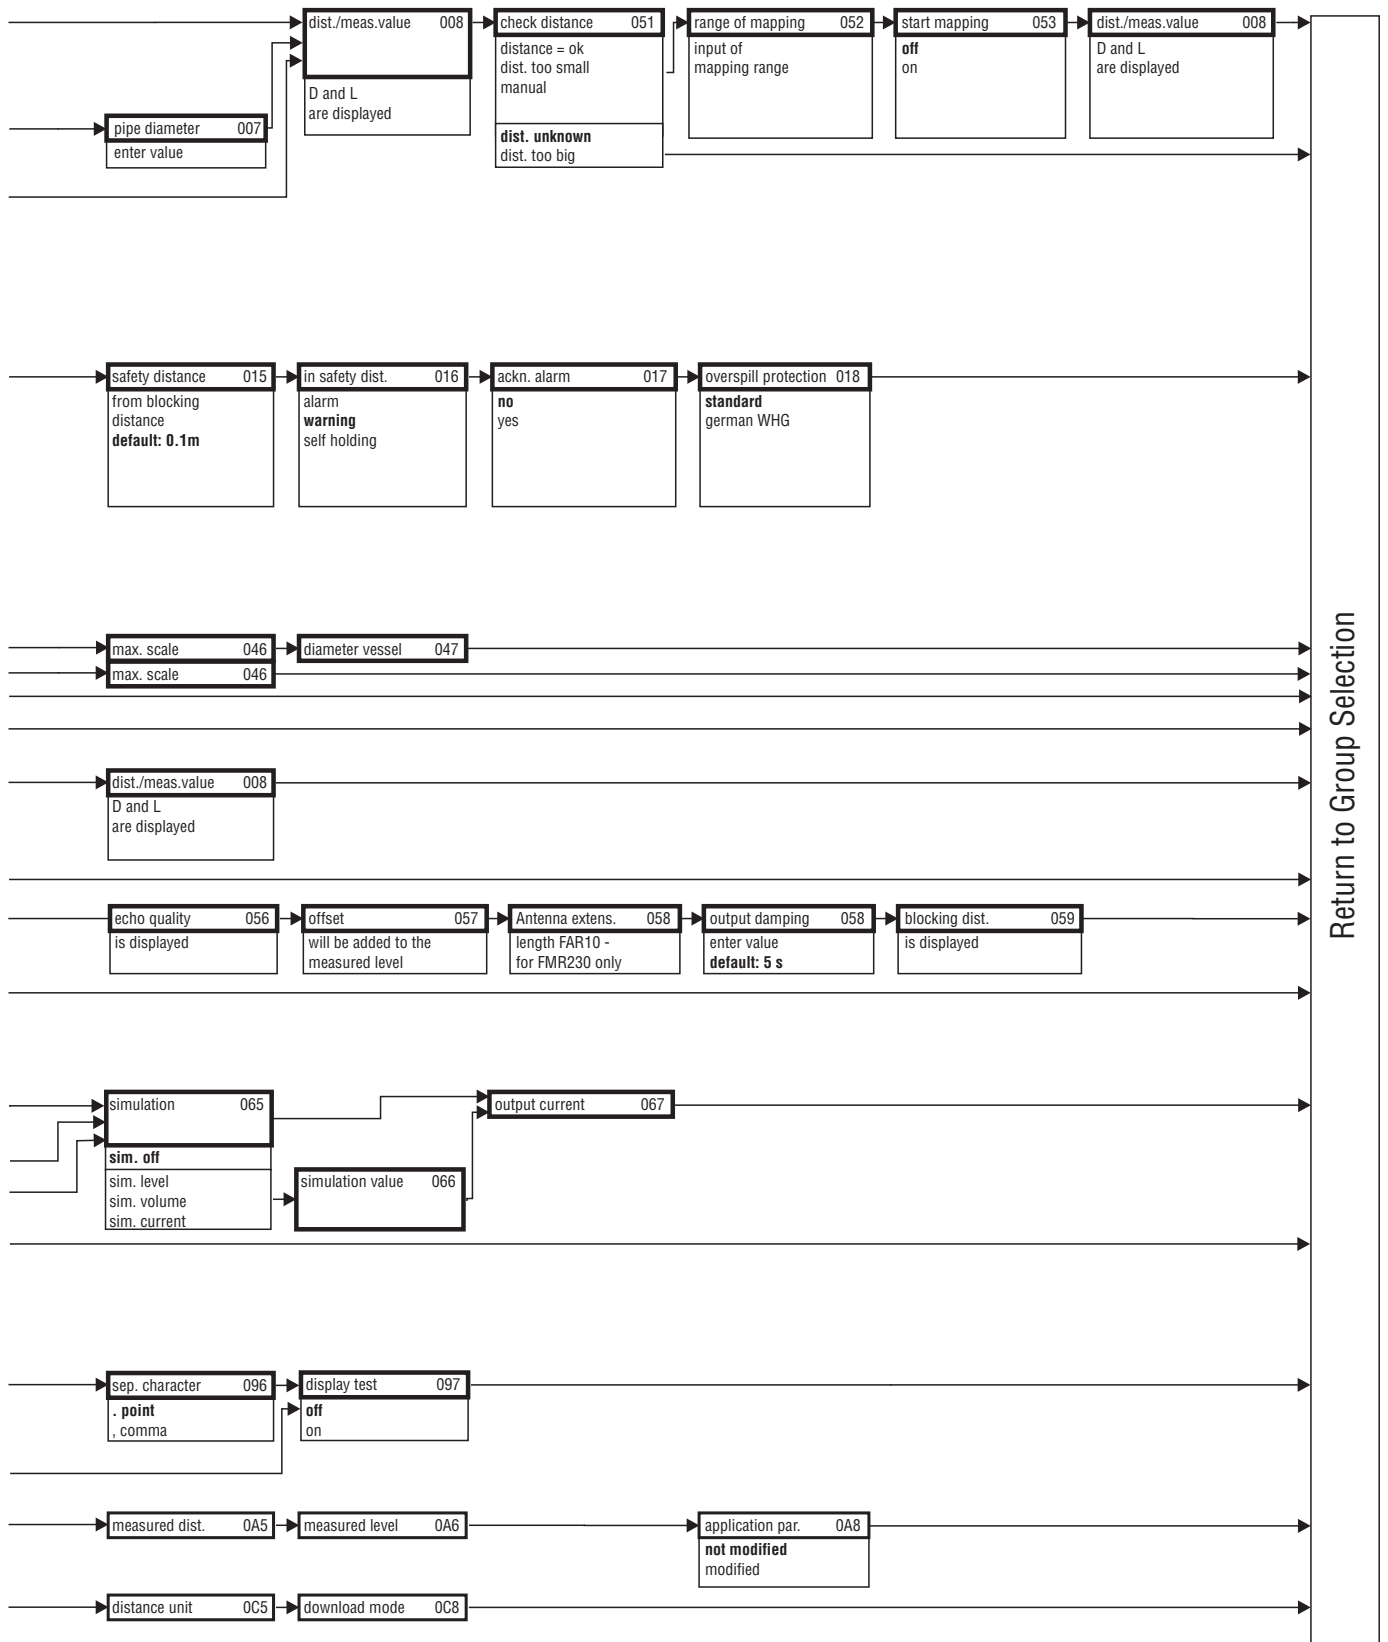 dist./meas.value 008
D and L
are displayed
check distance 051
distance = ok
dist. too small
manual
dist. unknown
dist. too big
range of mapping 052
input of
mapping range
start mapping 053
off
on
dist./meas.value 008
D and L
are displayed
pipe diameter 007
enter value
safety distance 015
from blocking
distance
default: 0.1m
in safety dist. 016
alarm
warning
self holding
ackn. alarm 017
no
yes
overspill protection 018
standard
german WHG
max. scale 046
diameter vessel 047
max. scale 046
dist./meas.value 008
D and L
are displayed
echo quality 056
is displayed
offset 057
will be added to the
measured level
Antenna extens. 058
length FAR10 -
for FMR230 only
output damping 058
enter value
default: 5 s
blocking dist. 059
is displayed
simulation 065
sim. off
sim. level
sim. volume
sim. current
simulation value 066
output current 067
sep. character 096
. point
, comma
display test 097
off
on
measured dist. 0A5
measured level 0A6
application par. 0A8
not modified
modified
distance unit 0C5
download mode 0C8
Return to Group Selection